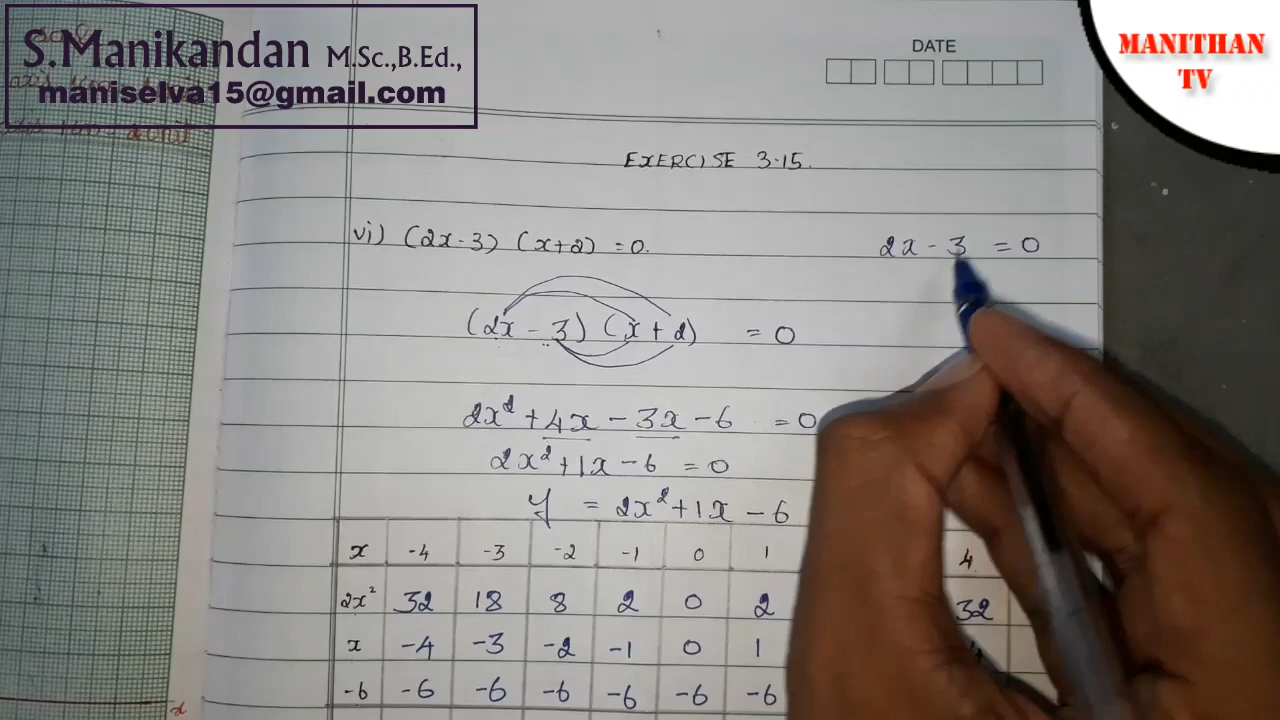 S.Manikandan M.Sc.,B.Ed.,
maniselva15@gmail.com
MANITHAN
TV
DATE
EXERCISE 3.15.
vi) (2x-3) (x+2) = 0.
2x - 3 = 0
(2x - 3) (x + 2) = 0
2x² + 4x - 3x - 6 = 0
2x² + 1x - 6 = 0
y = 2x² + 1x - 6
x -4 -3 -2 -1 0 1 4
2x² 32 18 8 2 0 2 32
x -4 -3 -2 -1 0 1
-6 -6 -6 -6 -6 -6 -6
x